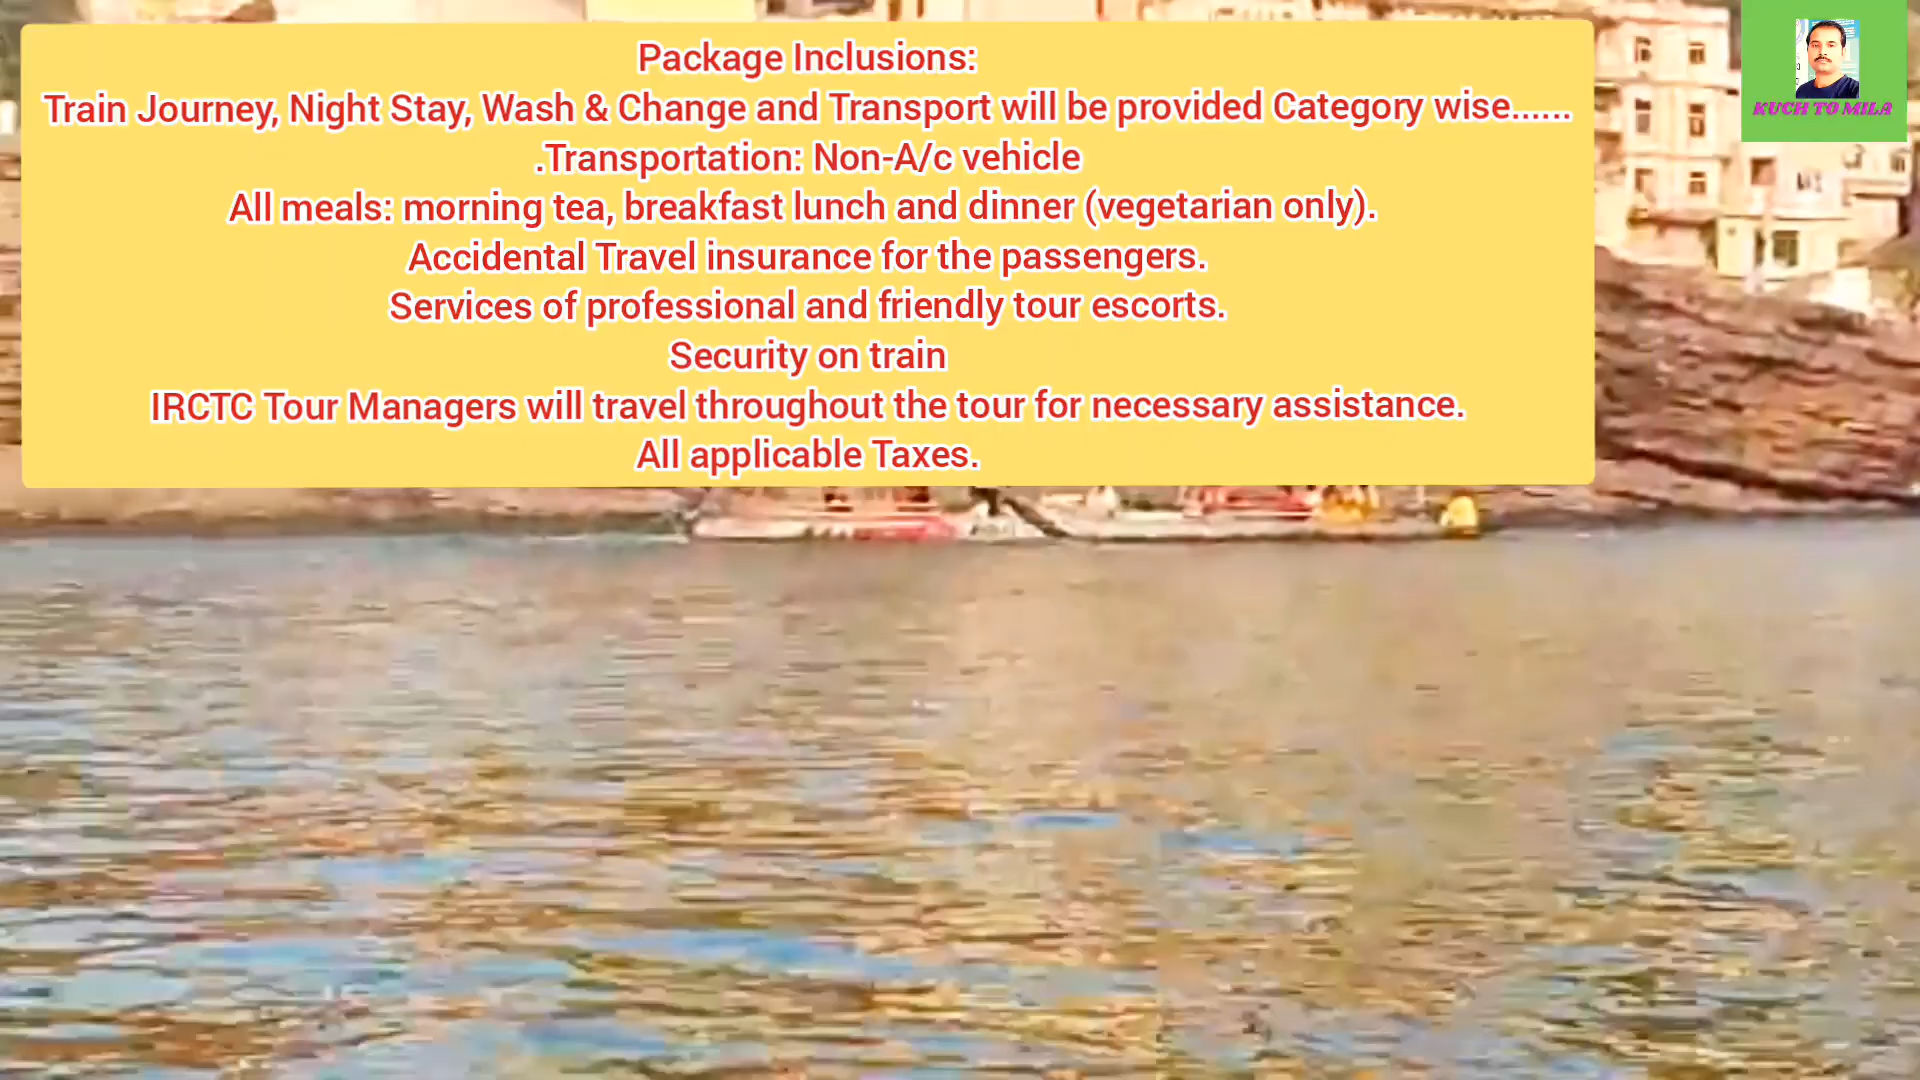 Package Inclusions:
Train Journey, Night Stay, Wash & Change and Transport will be provided Category wise......
.Transportation: Non-A/c vehicle
All meals: morning tea, breakfast lunch and dinner (vegetarian only).
Accidental Travel insurance for the passengers.
Services of professional and friendly tour escorts.
Security on train
IRCTC Tour Managers will travel throughout the tour for necessary assistance.
All applicable Taxes.
KUCH TO MILA